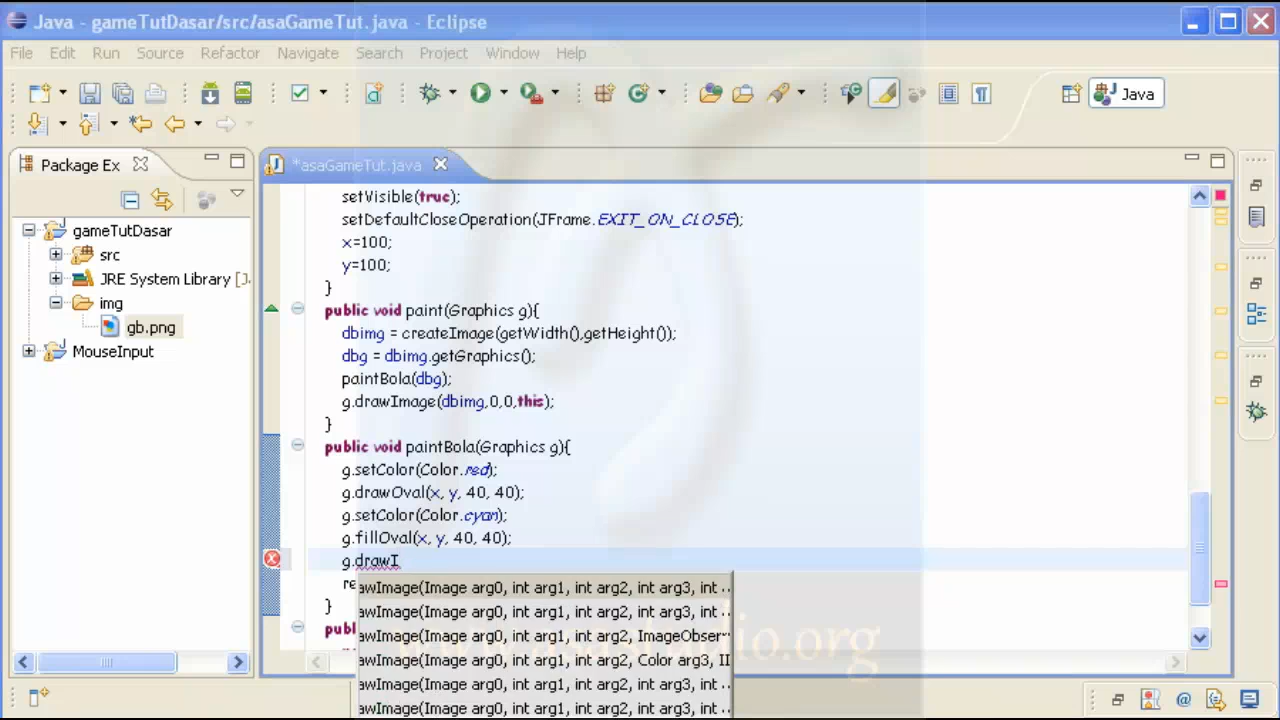 Java - gameTutDasar/src/asaGameTut.java - Eclipse
File Edit Run Source Refactor Navigate Search Project Window Help
Java
Package Ex
*asaGameTut.java
gameTutDasar
src
JRE System Library [J
img
gb.png
MouseInput
setVisible(true);
setDefaultCloseOperation(JFrame.EXIT_ON_CLOSE);
x=100;
y=100;
}
public void paint(Graphics g){
dbimg = createImage(getWidth(),getHeight());
dbg = dbimg.getGraphics();
paintBola(dbg);
g.drawImage(dbimg,0,0,this);
}
public void paintBola(Graphics g){
g.setColor(Color.red);
g.drawOval(x, y, 40, 40);
g.setColor(Color.cyan);
g.fillOval(x, y, 40, 40);
g.drawI
re
}
publ
awImage(Image arg0, int arg1, int arg2, int arg3, int ..
awImage(Image arg0, int arg1, int arg2, int arg3, int ..
awImage(Image arg0, int arg1, int arg2, ImageObser
awImage(Image arg0, int arg1, int arg2, Color arg3, II
awImage(Image arg0, int arg1, int arg2, int arg3, int ..
awImage(Image arg0, int arg1, int arg2, int arg3, int ..